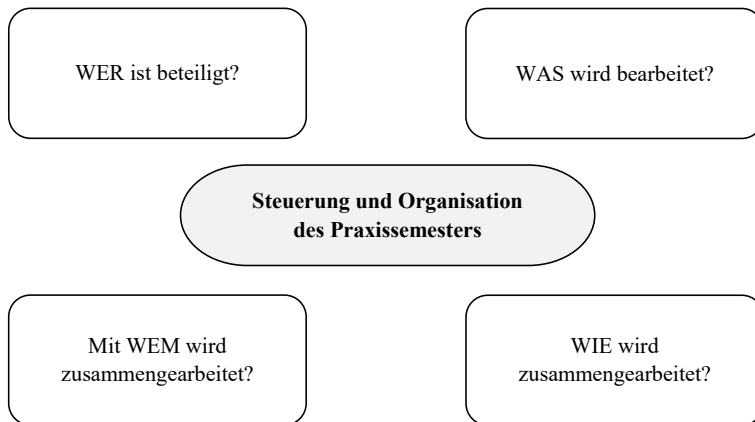 WER ist beteiligt?
WAS wird bearbeitet?
Steuerung und Organisation
des Praxissemesters
Mit WEM wird
zusammengearbeitet?
WIE wird
zusammengearbeitet?